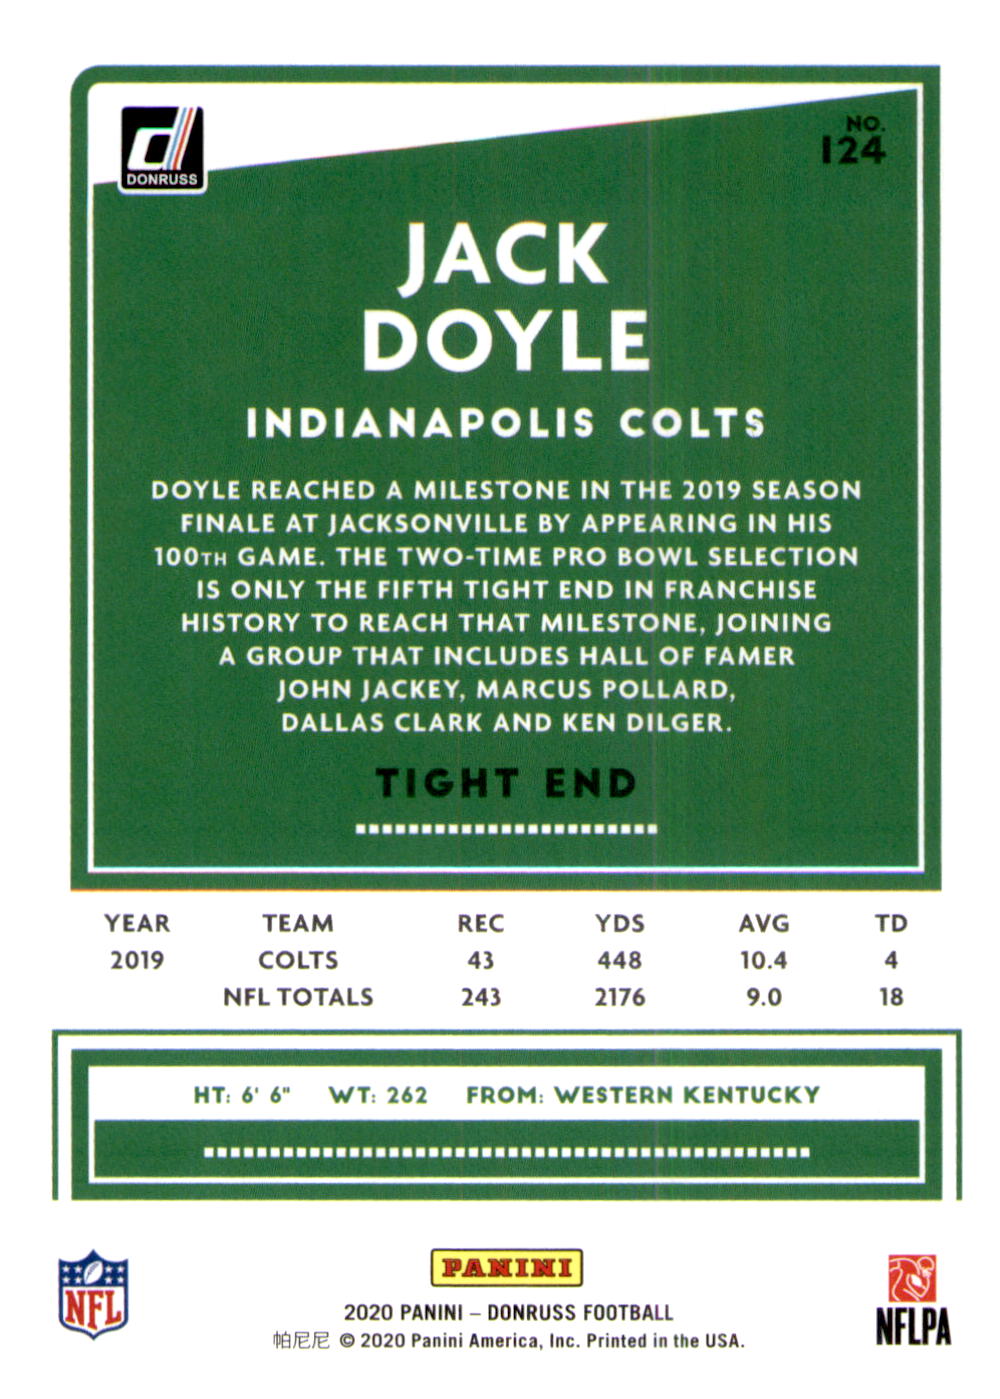 DONRUSS
NO.
124
JACK
DOYLE
INDIANAPOLIS COLTS
DOYLE REACHED A MILESTONE IN THE 2019 SEASON
FINALE AT JACKSONVILLE BY APPEARING IN HIS
100TH GAME. THE TWO-TIME PRO BOWL SELECTION
IS ONLY THE FIFTH TIGHT END IN FRANCHISE
HISTORY TO REACH THAT MILESTONE, JOINING
A GROUP THAT INCLUDES HALL OF FAMER
JOHN JACKEY, MARCUS POLLARD,
DALLAS CLARK AND KEN DILGER.
TIGHT END
YEAR TEAM REC YDS AVG TD
2019 COLTS 43 448 10.4 4
NFL TOTALS 243 2176 9.0 18
HT: 6' 6" WT: 262 FROM: WESTERN KENTUCKY
NFL
PANINI
NFLPA
2020 PANINI – DONRUSS FOOTBALL
帕尼尼 © 2020 Panini America, Inc. Printed in the USA.